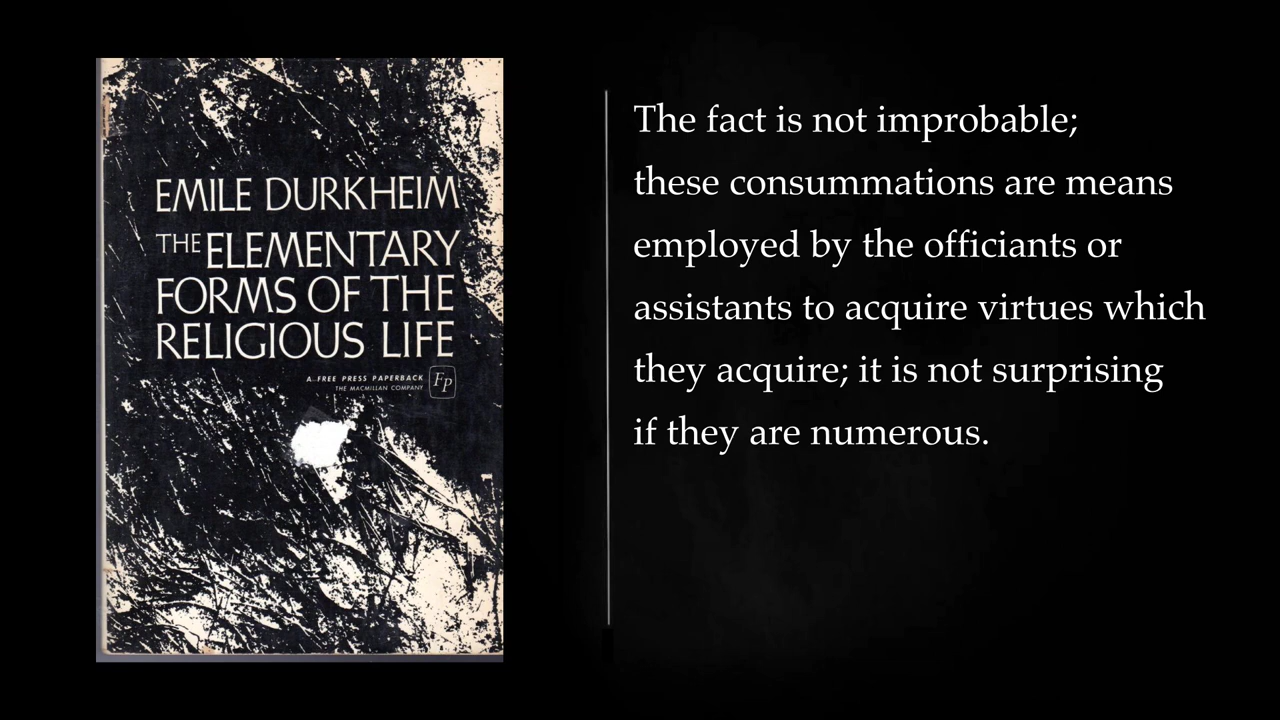 EMILE DURKHEIM
THE ELEMENTARY
FORMS OF THE
RELIGIOUS LIFE
A FREE PRESS PAPERBACK
THE MACMILLAN COMPANY
Fp
The fact is not improbable;
these consummations are means
employed by the officiants or
assistants to acquire virtues which
they acquire; it is not surprising
if they are numerous.